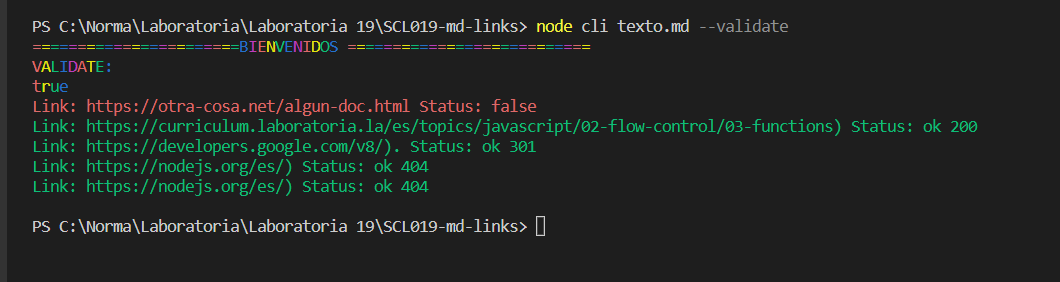 PS C:\Norma\Laboratoria\Laboratoria 19\SCL019-md-links> node cli texto.md --validate
=======================BIENVENIDOS ===========================
VALIDATE:
true
Link: https://otra-cosa.net/algun-doc.html Status: false
Link: https://curriculum.laboratoria.la/es/topics/javascript/02-flow-control/03-functions) Status: ok 200
Link: https://developers.google.com/v8/). Status: ok 301
Link: https://nodejs.org/es/) Status: ok 404
Link: https://nodejs.org/es/) Status: ok 404
PS C:\Norma\Laboratoria\Laboratoria 19\SCL019-md-links>